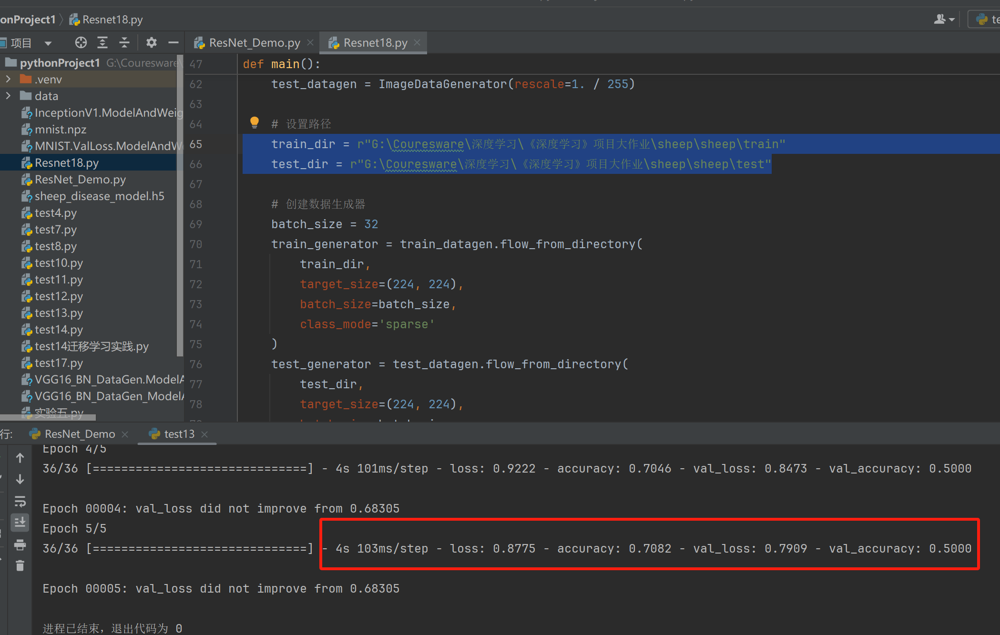 onProject1 Resnet18.py
te
项目
ResNet_Demo.py
Resnet18.py
pythonProject1 G:\Couresware\
.venv
data
InceptionV1.ModelAndWeig
mnist.npz
MNIST.ValLoss.ModelAndW
Resnet18.py
ResNet_Demo.py
sheep_disease_model.h5
test4.py
test7.py
test8.py
test10.py
test11.py
test12.py
test13.py
test14.py
test14迁移学习实践.py
test17.py
VGG16_BN_DataGen.ModelA
VGG16_BN_DataGen_ModelA
实验五.py
47 def main():
62 test_datagen = ImageDataGenerator(rescale=1. / 255)
63
64 # 设置路径
65 train_dir = r"G:\Couresware\深度学习\《深度学习》项目大作业\sheep\sheep\train"
66 test_dir = r"G:\Couresware\深度学习\《深度学习》项目大作业\sheep\sheep\test"
67
68 # 创建数据生成器
69 batch_size = 32
70 train_generator = train_datagen.flow_from_directory(
71 train_dir,
72 target_size=(224, 224),
73 batch_size=batch_size,
74 class_mode='sparse'
75 )
76 test_generator = test_datagen.flow_from_directory(
77 test_dir,
78 target_size=(224, 224),
行: ResNet_Demo test13
Epoch 4/5
36/36 [==============================] - 4s 101ms/step - loss: 0.9222 - accuracy: 0.7046 - val_loss: 0.8473 - val_accuracy: 0.5000
Epoch 00004: val_loss did not improve from 0.68305
Epoch 5/5
36/36 [==============================] - 4s 103ms/step - loss: 0.8775 - accuracy: 0.7082 - val_loss: 0.7909 - val_accuracy: 0.5000
Epoch 00005: val_loss did not improve from 0.68305
进程已结束，退出代码为 0